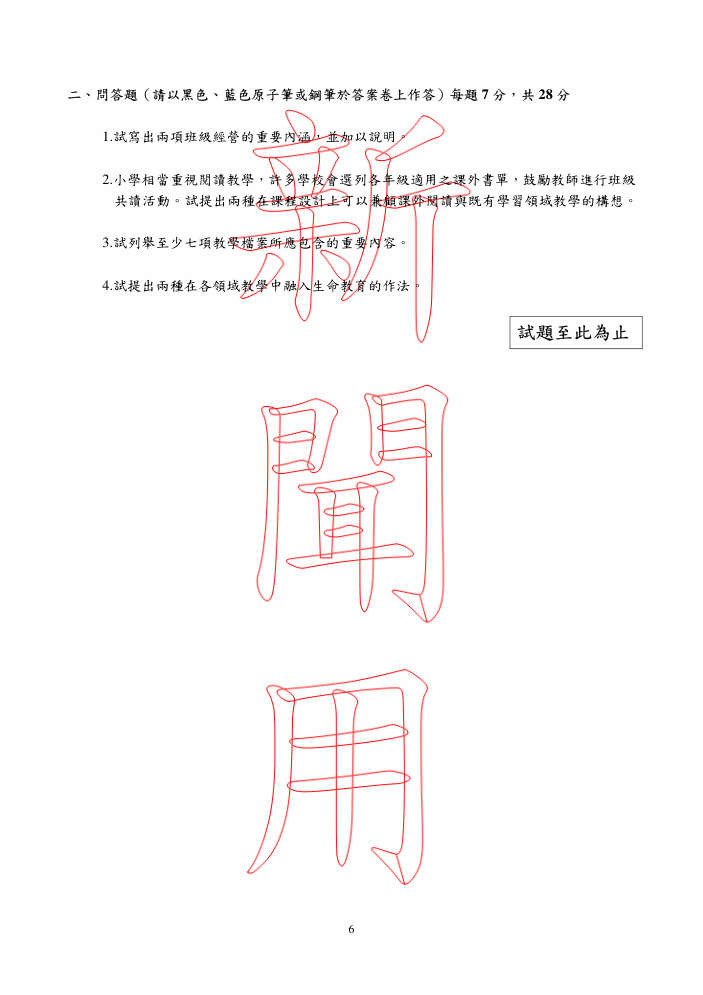 二、問答題（請以黑色、藍色原子筆或鋼筆於答案卷上作答）每題 7 分，共 28 分
1.試寫出兩項班級經營的重要內涵，並加以說明。
2.小學相當重視閱讀教學，許多學校會選列各年級適用之課外書單，鼓勵教師進行班級
共讀活動。試提出兩種在課程設計上可以兼顧課外閱讀與既有學習領域教學的構想。
3.試列舉至少七項教學檔案所應包含的重要內容。
4.試提出兩種在各領域教學中融入生命教育的作法。
試題至此為止
新
聞
用
6